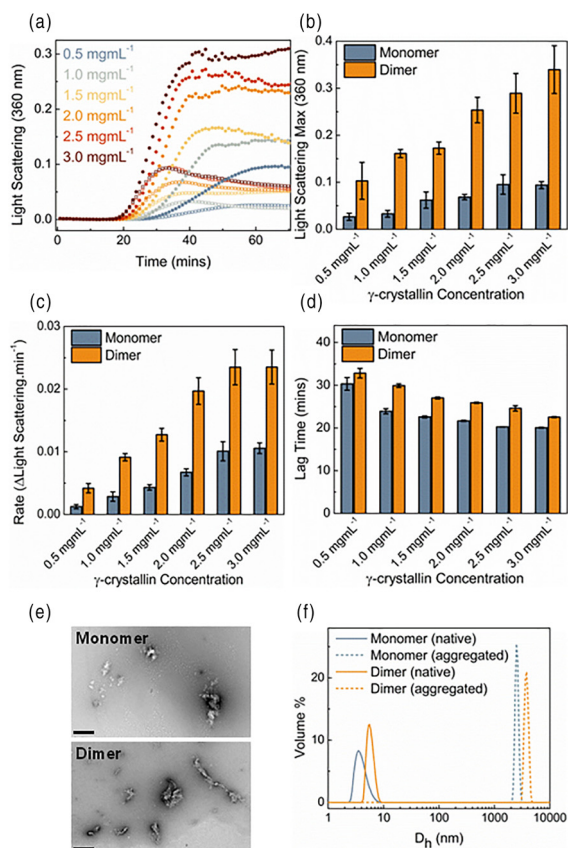 (a)
Light Scattering (360 nm)
0.3
0.2
0.1
0.0
0.5 mgmL⁻¹
1.0 mgmL⁻¹
1.5 mgmL⁻¹
2.0 mgmL⁻¹
2.5 mgmL⁻¹
3.0 mgmL⁻¹
0 20 40 60
Time (mins)
(b)
Light Scattering Max (360 nm)
0.4
0.3
0.2
0.1
0.0
Monomer
Dimer
0.5 mgmL⁻¹
1.0 mgmL⁻¹
1.5 mgmL⁻¹
2.0 mgmL⁻¹
2.5 mgmL⁻¹
3.0 mgmL⁻¹
γ-crystallin Concentration
(c)
Rate (ΔLight Scattering.min⁻¹)
0.03
0.02
0.01
0.00
Monomer
Dimer
0.5 mgmL⁻¹
1.0 mgmL⁻¹
1.5 mgmL⁻¹
2.0 mgmL⁻¹
2.5 mgmL⁻¹
3.0 mgmL⁻¹
γ-crystallin Concentration
(d)
Lag Time (mins)
40
30
20
10
0
Monomer
Dimer
0.5 mgmL⁻¹
1.0 mgmL⁻¹
1.5 mgmL⁻¹
2.0 mgmL⁻¹
2.5 mgmL⁻¹
3.0 mgmL⁻¹
γ-crystallin Concentration
(e)
Monomer
Dimer
(f)
Volume %
20
10
0
Monomer (native)
Monomer (aggregated)
Dimer (native)
Dimer (aggregated)
1 10 100 1000 10000
Dₕ (nm)